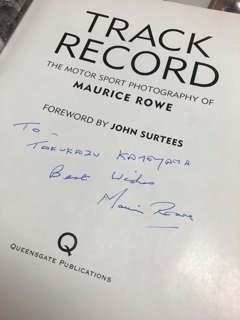 TRACK
RECORD
THE MOTOR SPORT PHOTOGRAPHY OF
MAURICE ROWE
FOREWORD BY JOHN SURTEES
TO –
TOKUKAZU KAMEYAMA
Best Wishes
Maurice Rowe
Q
QUEENSGATE PUBLICATIONS